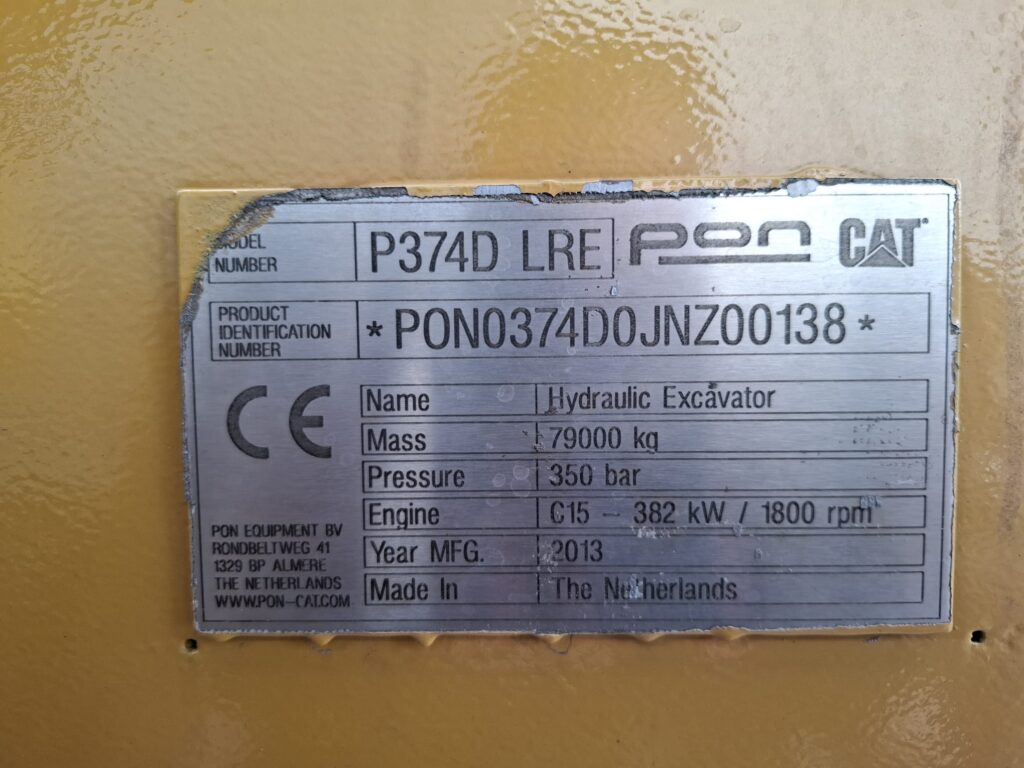 MODEL NUMBER P374D LRE pon CAT
PRODUCT IDENTIFICATION NUMBER *PON0374D0JNZ00138*
CE
Name Hydraulic Excavator
Mass 79000 kg
Pressure 350 bar
Engine C15 - 382 kW / 1800 rpm
Year MFG. 2013
Made In The Netherlands
PON EQUIPMENT BV
RONDBELTWEG 41
1329 BP ALMERE
THE NETHERLANDS
WWW.PON-CAT.COM